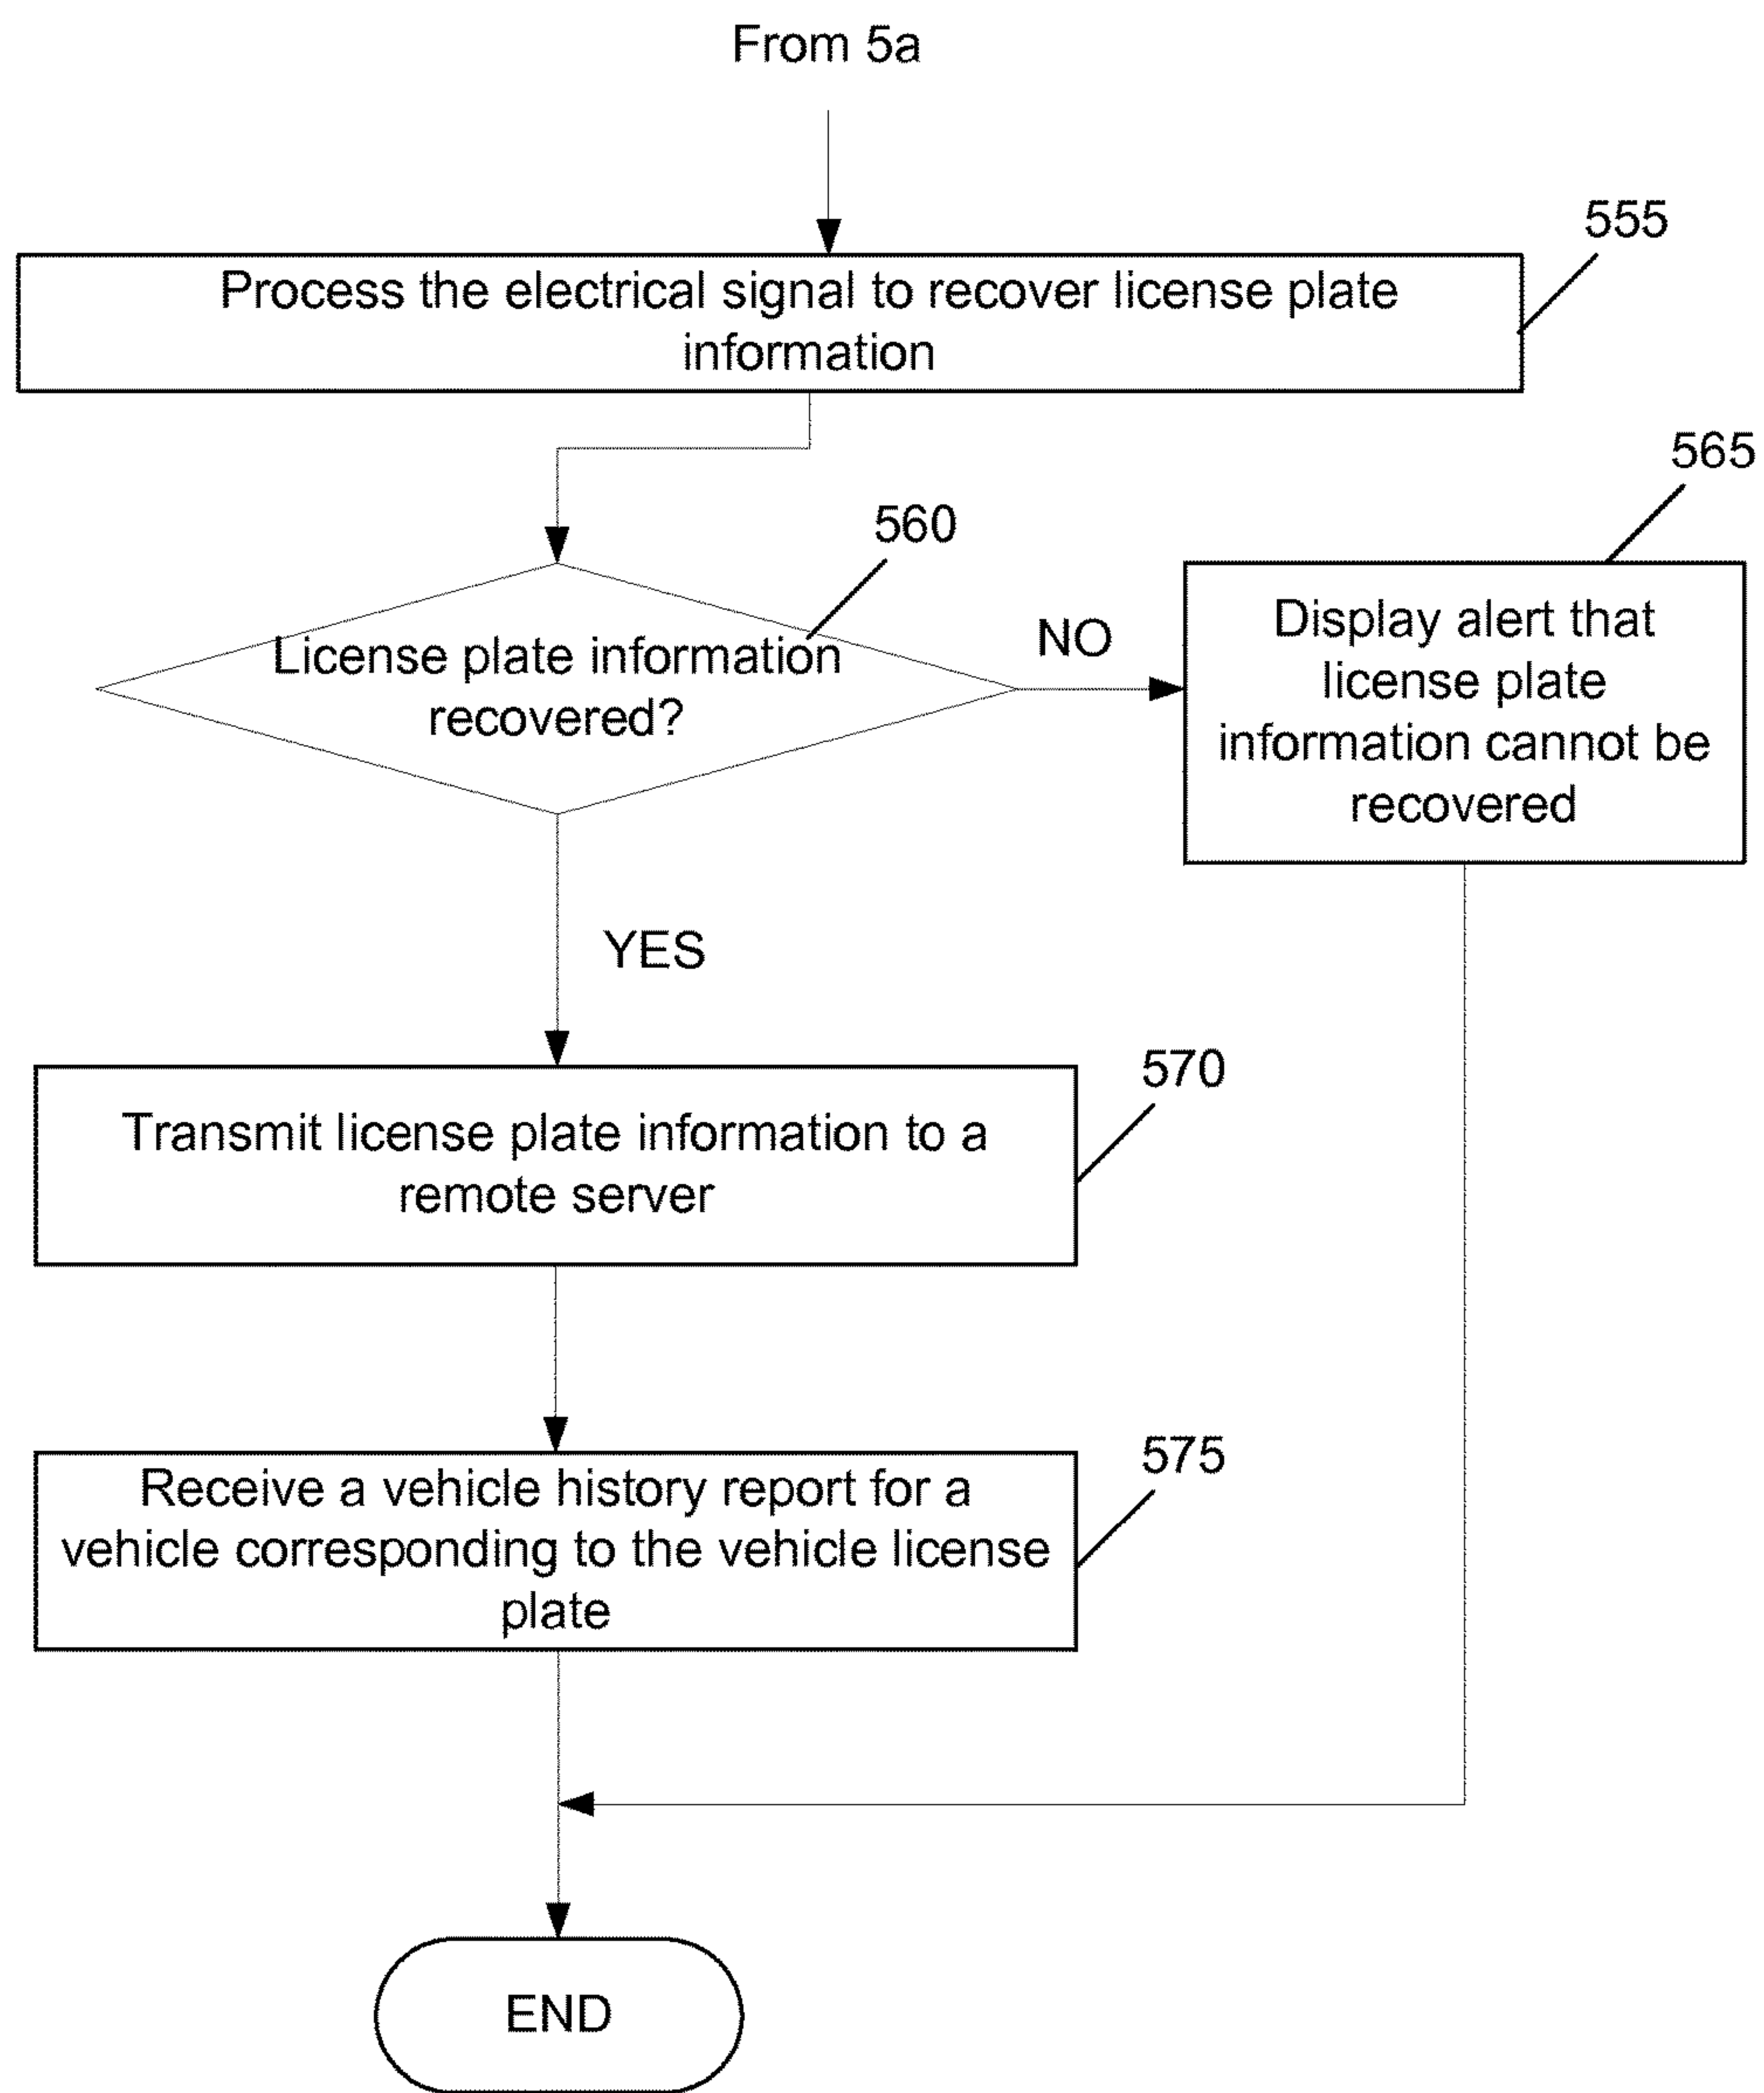 From 5a
555
Process the electrical signal to recover license plate
information
565
560
License plate information
recovered?
NO
Display alert that
license plate
information cannot be
recovered
YES
570
Transmit license plate information to a
remote server
575
Receive a vehicle history report for a
vehicle corresponding to the vehicle license
plate
END